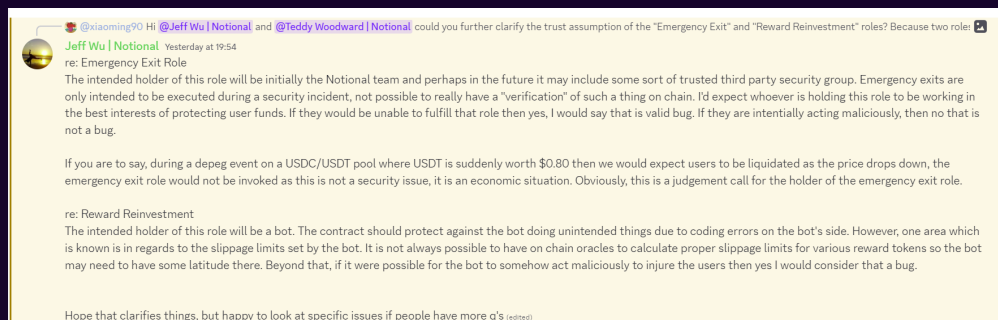 @xiaoming90 Hi @Jeff Wu | Notional and @Teddy Woodward | Notional could you further clarify the trust assumption of the "Emergency Exit" and "Reward Reinvestment" roles? Because two roles
Jeff Wu | Notional Yesterday at 19:54
re: Emergency Exit Role
The intended holder of this role will be initially the Notional team and perhaps in the future it may include some sort of trusted third party security group. Emergency exits are
only intended to be executed during a security incident, not possible to really have a "verification" of such a thing on chain. I'd expect whoever is holding this role to be working in
the best interests of protecting user funds. If they would be unable to fulfill that role then yes, I would say that is valid bug. If they are intentially acting maliciously, then no that is
not a bug.
If you are to say, during a depeg event on a USDC/USDT pool where USDT is suddenly worth $0.80 then we would expect users to be liquidated as the price drops down, the
emergency exit role would not be invoked as this is not a security issue, it is an economic situation. Obviously, this is a judgement call for the holder of the emergency exit role.
re: Reward Reinvestment
The intended holder of this role will be a bot. The contract should protect against the bot doing unintended things due to coding errors on the bot's side. However, one area which
is known is in regards to the slippage limits set by the bot. It is not always possible to have on chain oracles to calculate proper slippage limits for various reward tokens so the bot
may need to have some latitude there. Beyond that, if it were possible for the bot to somehow act maliciously to injure the users then yes I would consider that a bug.
Hope that clarifies things, but happy to look at specific issues if people have more q's (edited)